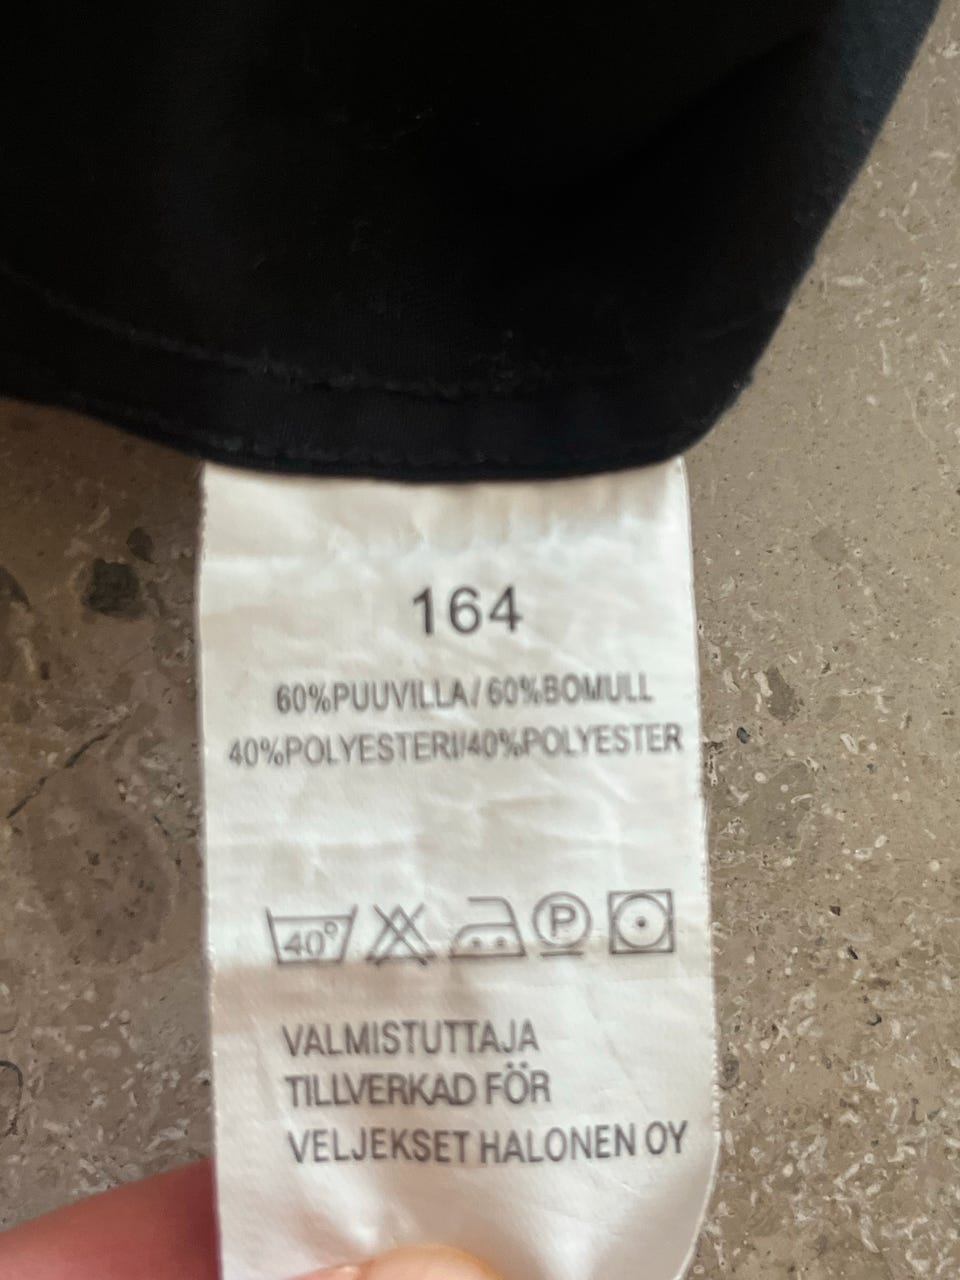 164
60%PUUVILLA/60%BOMULL
40%POLYESTERI/40%POLYESTER
40° P
VALMISTUTTAJA
TILLVERKAD FÖR
VELJEKSET HALONEN OY